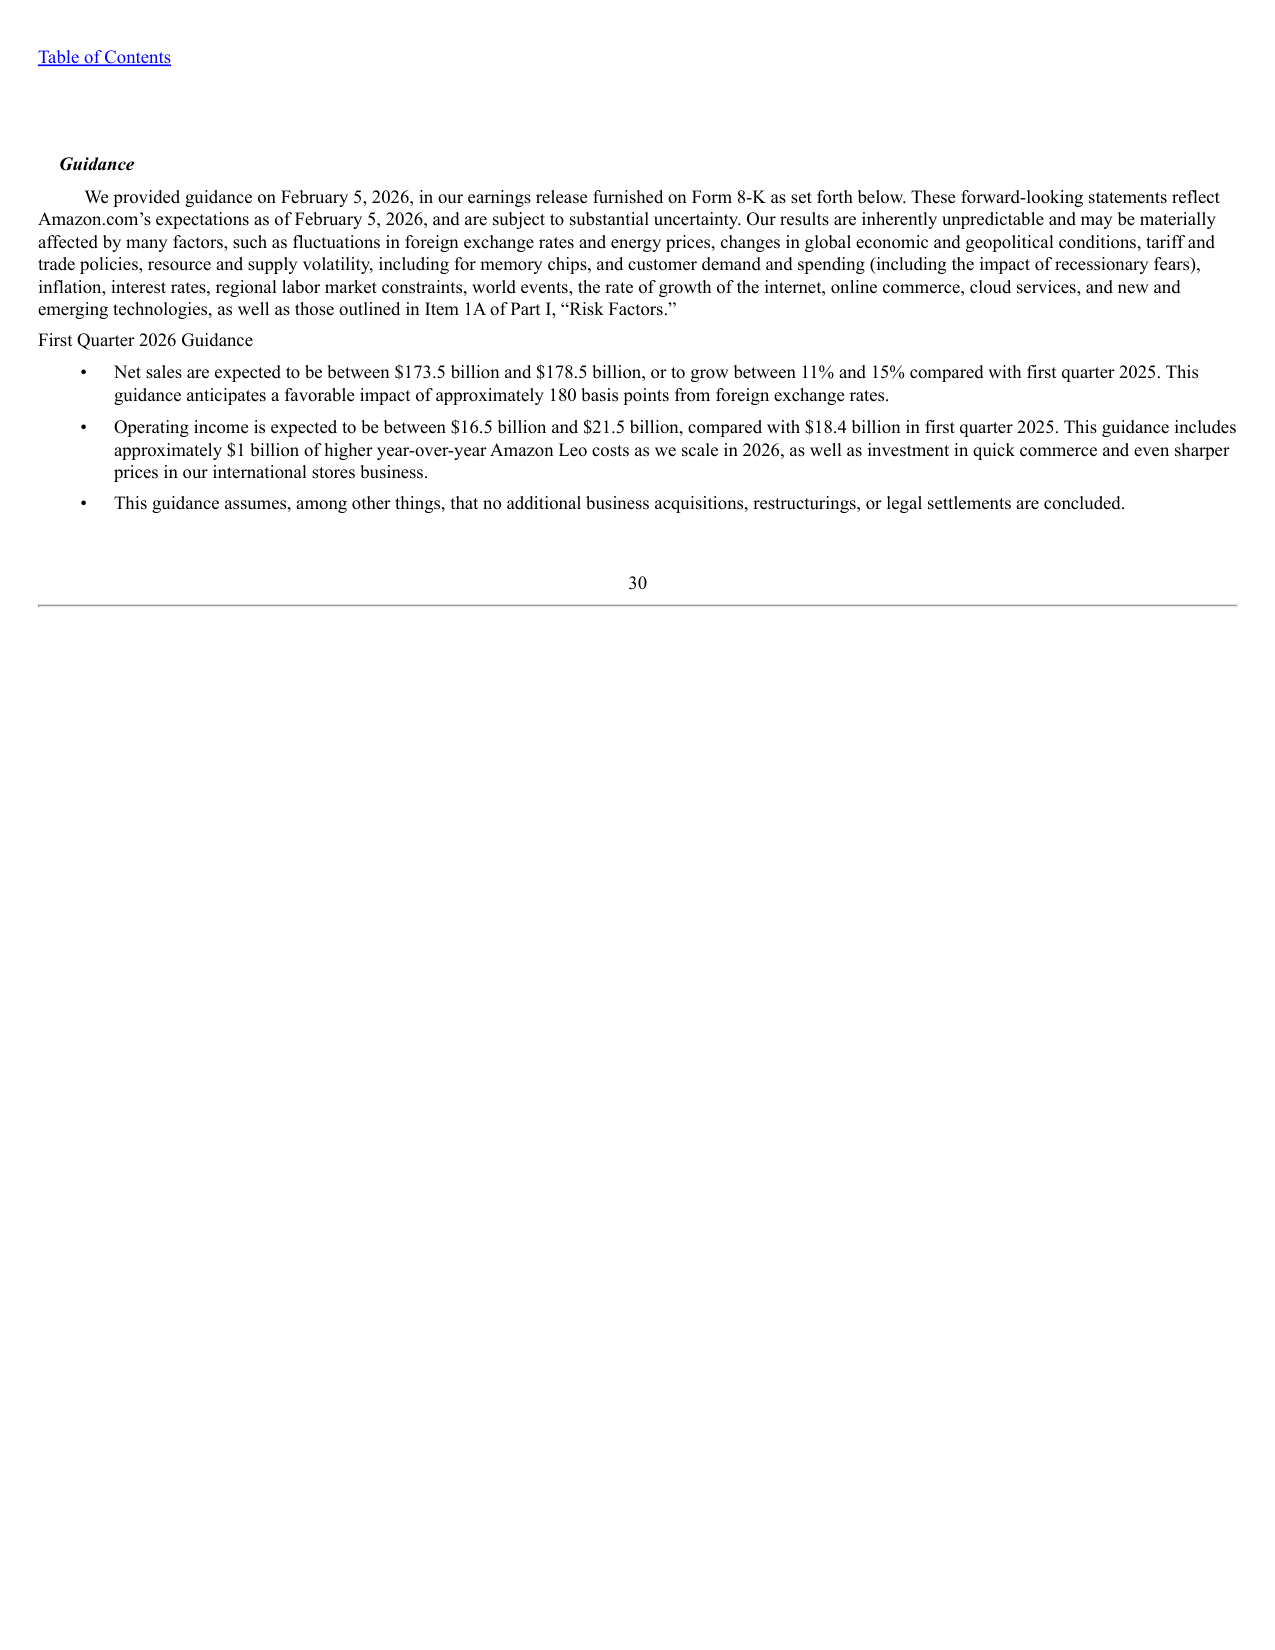 Table of Contents
Guidance
We provided guidance on February 5, 2026, in our earnings release furnished on Form 8-K as set forth below. These forward-looking statements reflect
Amazon.com’s expectations as of February 5, 2026, and are subject to substantial uncertainty. Our results are inherently unpredictable and may be materially
affected by many factors, such as fluctuations in foreign exchange rates and energy prices, changes in global economic and geopolitical conditions, tariff and
trade policies, resource and supply volatility, including for memory chips, and customer demand and spending (including the impact of recessionary fears),
inflation, interest rates, regional labor market constraints, world events, the rate of growth of the internet, online commerce, cloud services, and new and
emerging technologies, as well as those outlined in Item 1A of Part I, “Risk Factors.”
First Quarter 2026 Guidance
• Net sales are expected to be between $173.5 billion and $178.5 billion, or to grow between 11% and 15% compared with first quarter 2025. This
guidance anticipates a favorable impact of approximately 180 basis points from foreign exchange rates.
• Operating income is expected to be between $16.5 billion and $21.5 billion, compared with $18.4 billion in first quarter 2025. This guidance includes
approximately $1 billion of higher year-over-year Amazon Leo costs as we scale in 2026, as well as investment in quick commerce and even sharper
prices in our international stores business.
• This guidance assumes, among other things, that no additional business acquisitions, restructurings, or legal settlements are concluded.
30